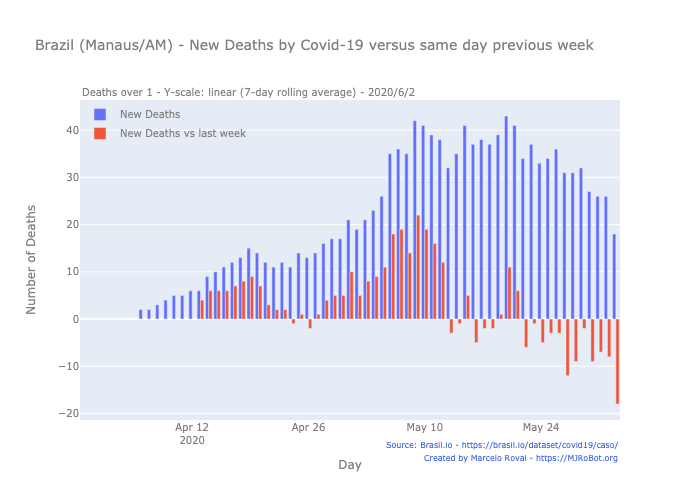 Brazil (Manaus/AM) - New Deaths by Covid-19 versus same day previous week
Deaths over 1 - Y-scale: linear (7-day rolling average) - 2020/6/2
New Deaths
New Deaths vs last week
Number of Deaths
40
30
20
10
0
−10
−20
Apr 12
2020
Apr 26
May 10
May 24
Day
Source: Brasil.io - https://brasil.io/dataset/covid19/caso/
Created by Marcelo Rovai - https://MJRoBot.org